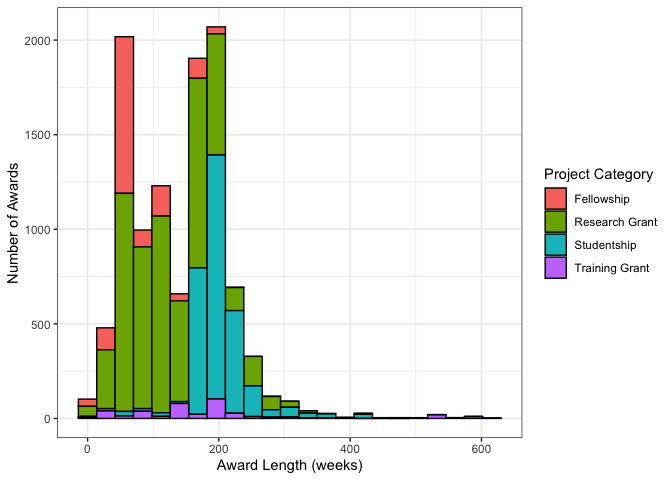 2000
1500
1000
500
0
Number of Awards
0
200
400
600
Award Length (weeks)
Project Category
Fellowship
Research Grant
Studentship
Training Grant